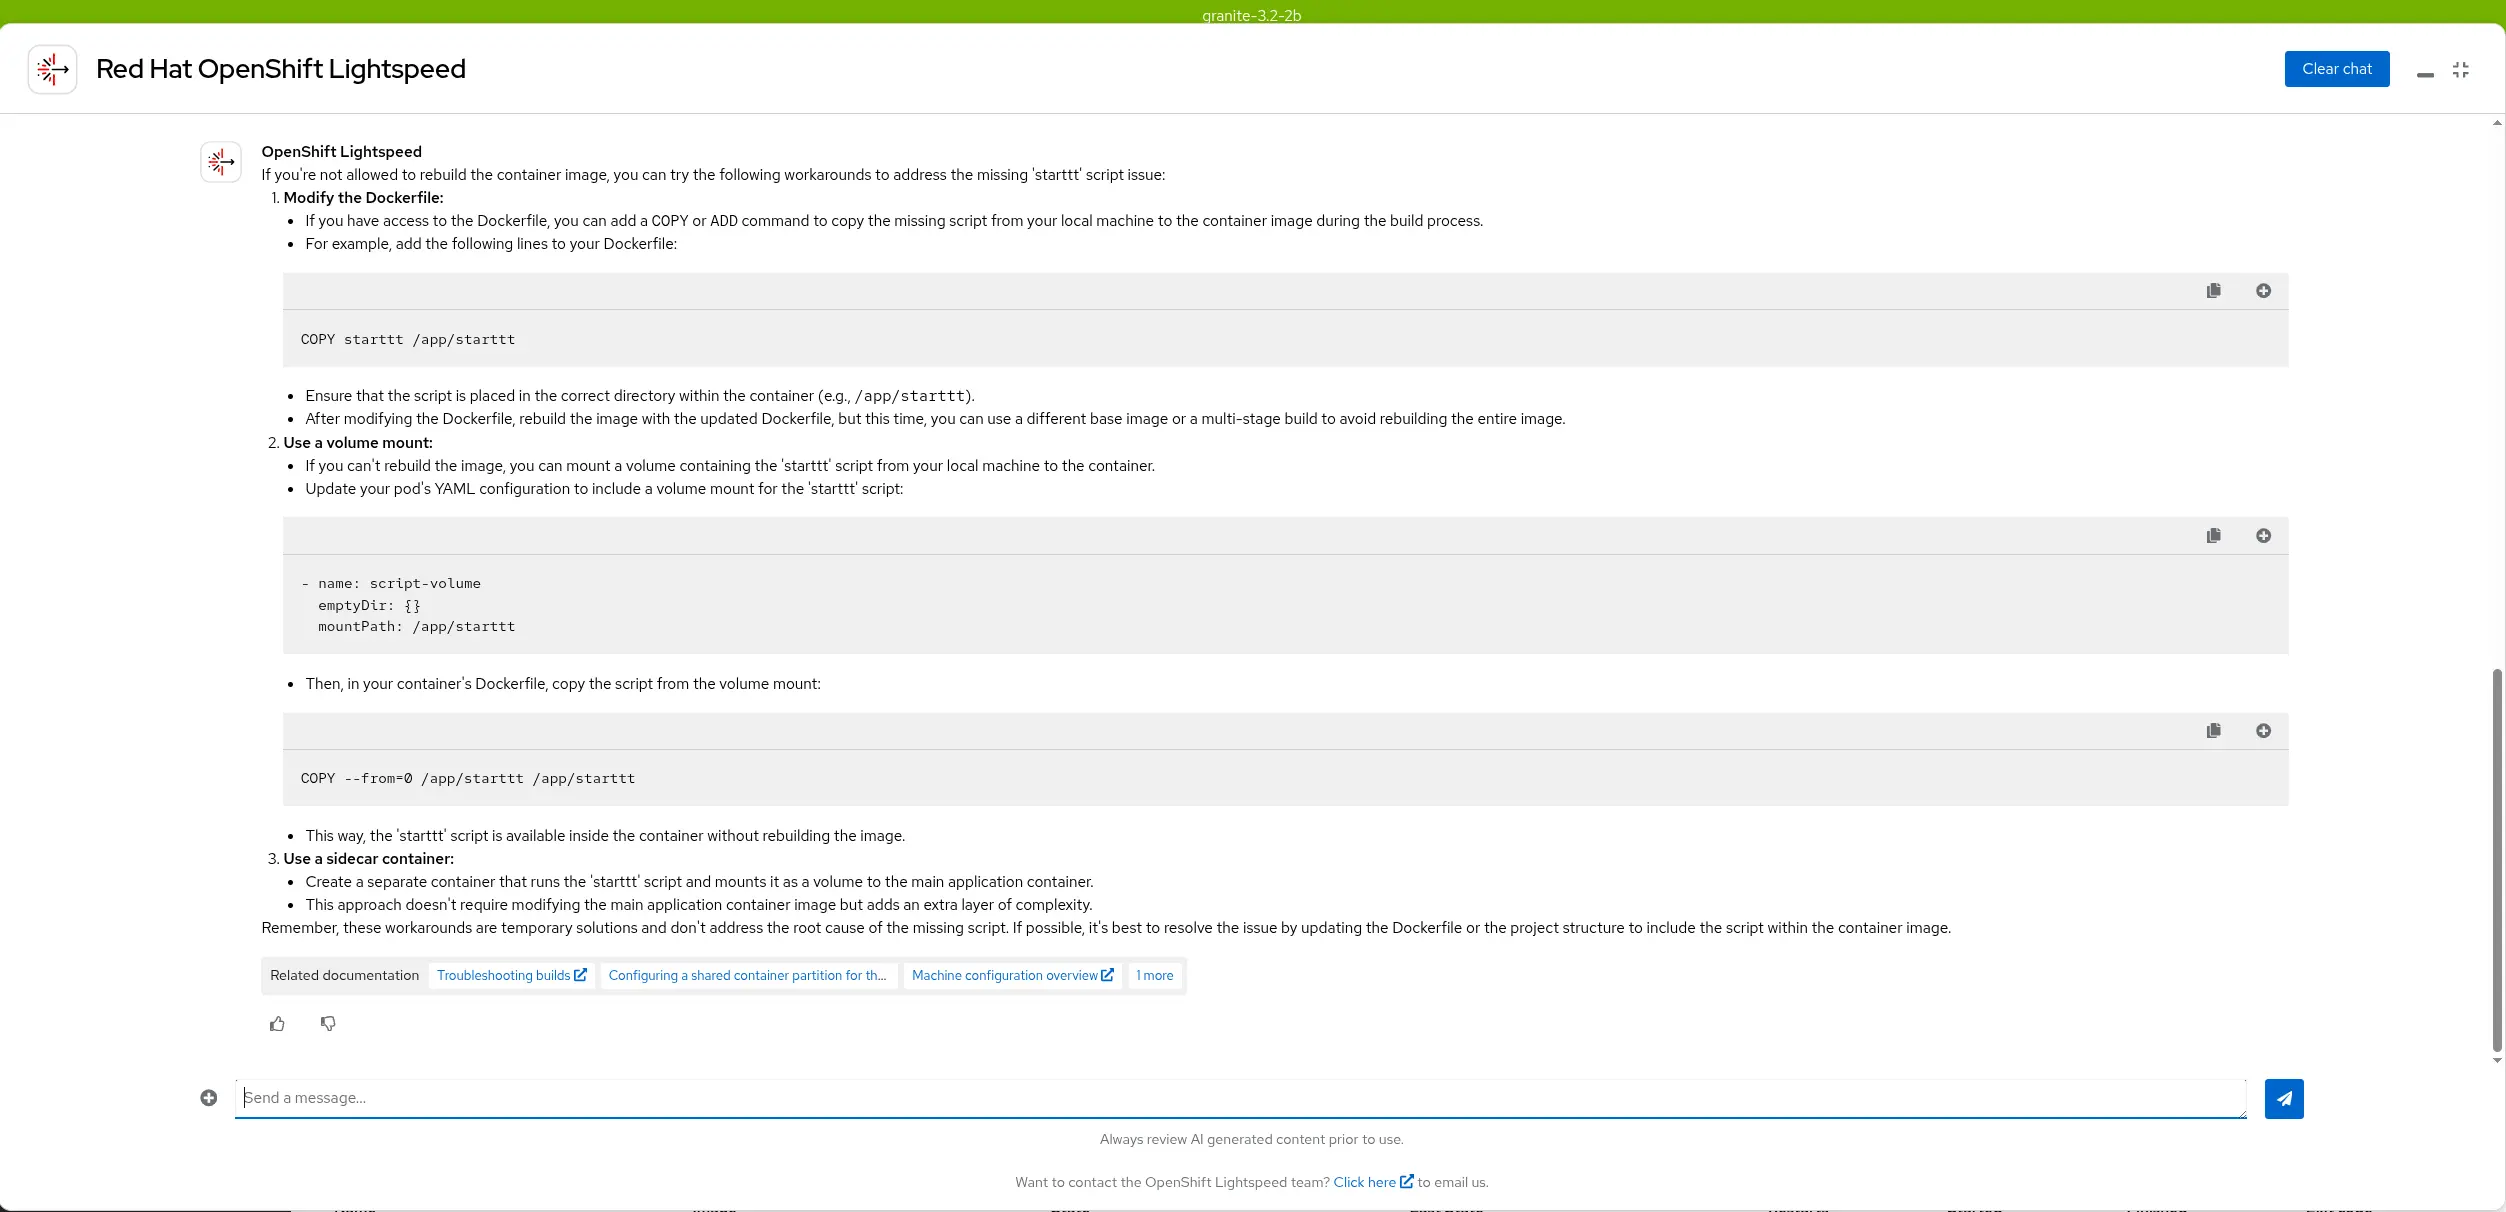 granite-3.2-2b
Red Hat OpenShift Lightspeed
Clear chat
OpenShift Lightspeed
If you're not allowed to rebuild the container image, you can try the following workarounds to address the missing 'starttt' script issue:
1. Modify the Dockerfile:
• If you have access to the Dockerfile, you can add a COPY or ADD command to copy the missing script from your local machine to the container image during the build process.
• For example, add the following lines to your Dockerfile:
COPY starttt /app/starttt
• Ensure that the script is placed in the correct directory within the container (e.g., /app/starttt).
• After modifying the Dockerfile, rebuild the image with the updated Dockerfile, but this time, you can use a different base image or a multi-stage build to avoid rebuilding the entire image.
2. Use a volume mount:
• If you can't rebuild the image, you can mount a volume containing the 'starttt' script from your local machine to the container.
• Update your pod's YAML configuration to include a volume mount for the 'starttt' script:
- name: script-volume
emptyDir: {}
mountPath: /app/starttt
• Then, in your container's Dockerfile, copy the script from the volume mount:
COPY --from=0 /app/starttt /app/starttt
• This way, the 'starttt' script is available inside the container without rebuilding the image.
3. Use a sidecar container:
• Create a separate container that runs the 'starttt' script and mounts it as a volume to the main application container.
• This approach doesn't require modifying the main application container image but adds an extra layer of complexity.
Remember, these workarounds are temporary solutions and don't address the root cause of the missing script. If possible, it's best to resolve the issue by updating the Dockerfile or the project structure to include the script within the container image.
Related documentation Troubleshooting builds Configuring a shared container partition for th... Machine configuration overview 1 more
Send a message...
Always review AI generated content prior to use.
Want to contact the OpenShift Lightspeed team? Click here to email us.